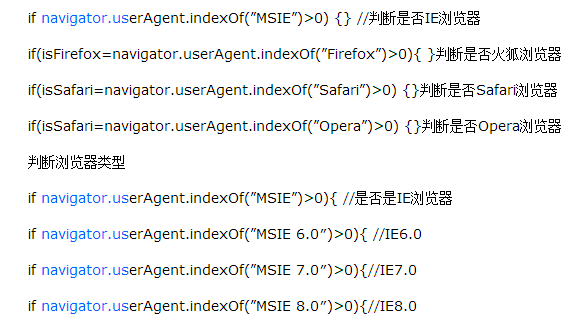 if navigator.userAgent.indexOf(”MSIE”)>0) {} //判断是否IE浏览器
if(isFirefox=navigator.userAgent.indexOf(”Firefox”)>0){ }判断是否火狐浏览器
if(isSafari=navigator.userAgent.indexOf(”Safari”)>0) {}判断是否Safari浏览器
if(isSafari=navigator.userAgent.indexOf(”Opera”)>0) {}判断是否Opera浏览器
判断浏览器类型
if navigator.userAgent.indexOf(”MSIE”)>0){ //是否是IE浏览器
if navigator.userAgent.indexOf(”MSIE 6.0″)>0){ //IE6.0
if navigator.userAgent.indexOf(”MSIE 7.0″)>0){//IE7.0
if navigator.userAgent.indexOf(”MSIE 8.0″)>0){//IE8.0